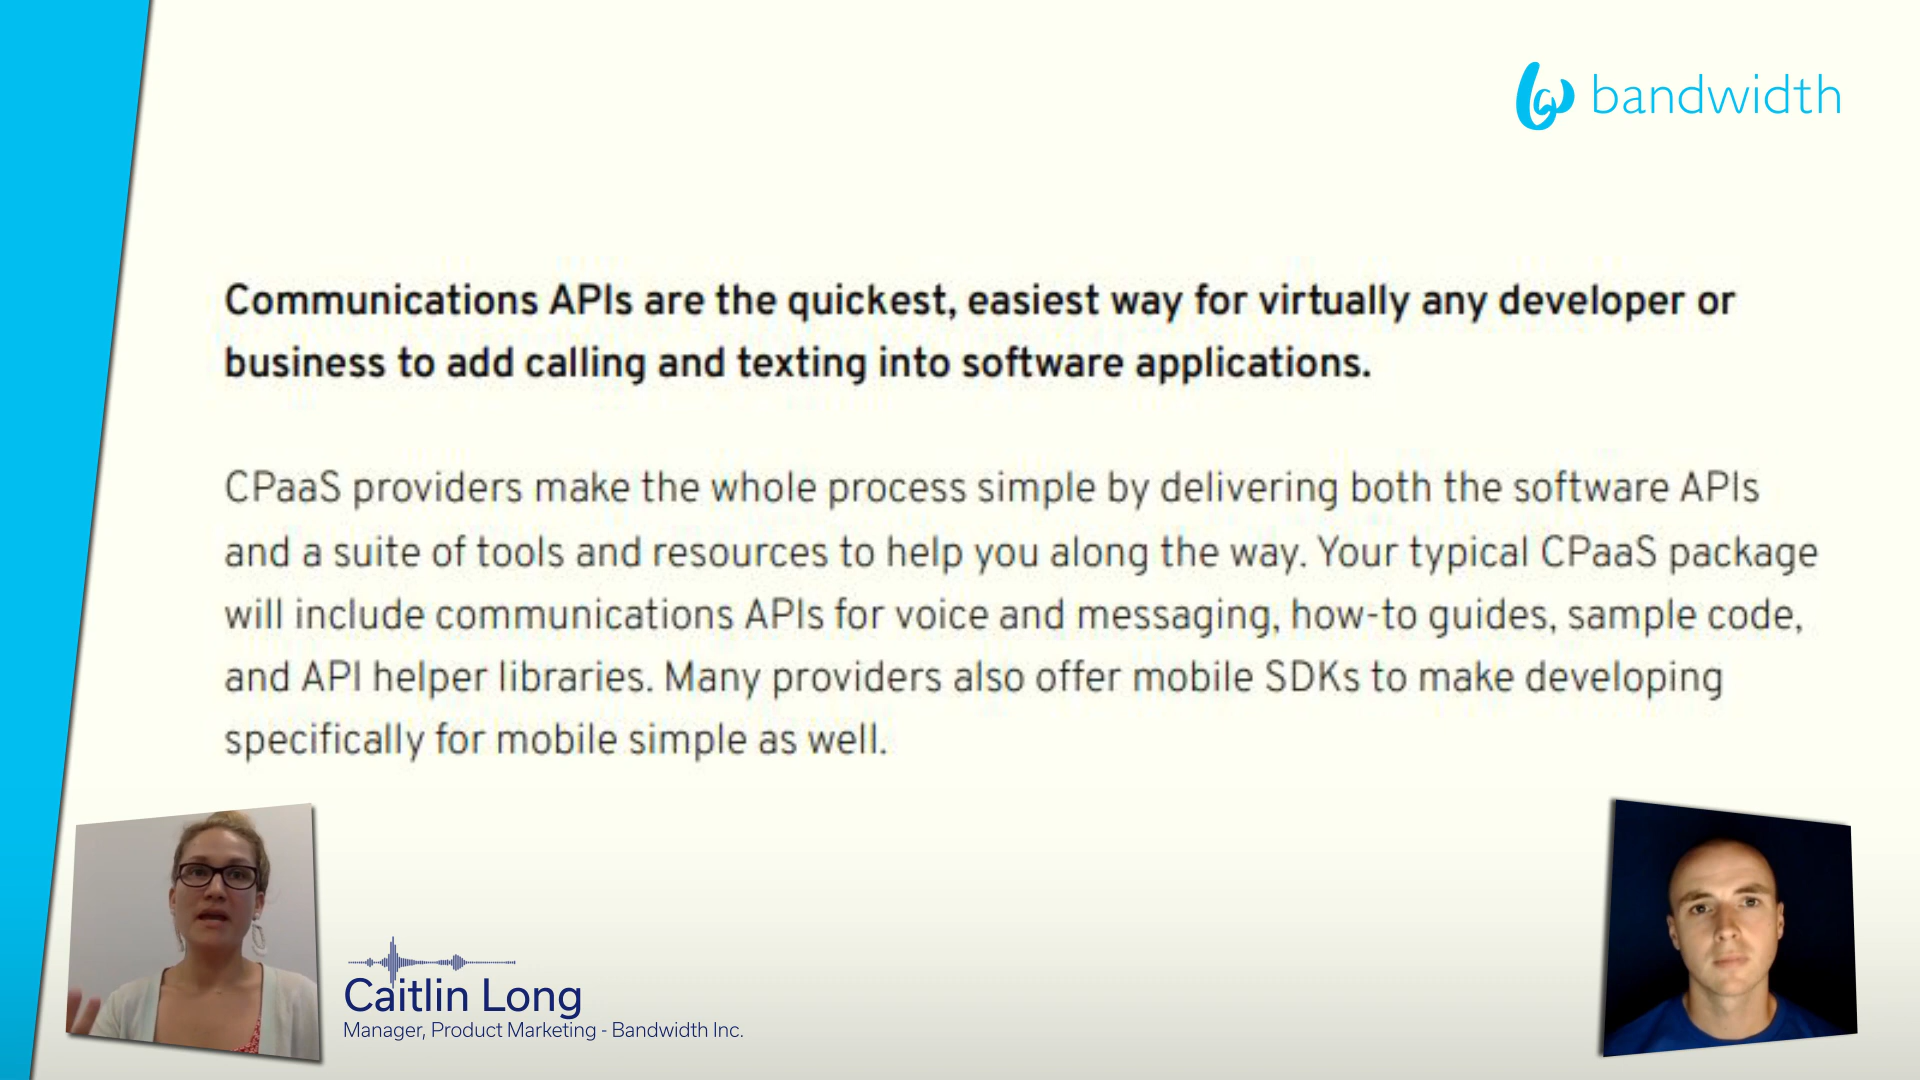 bandwidth
Communications APIs are the quickest, easiest way for virtually any developer or
business to add calling and texting into software applications.
CPaaS providers make the whole process simple by delivering both the software APIs
and a suite of tools and resources to help you along the way. Your typical CPaaS package
will include communications APIs for voice and messaging, how-to guides, sample code,
and API helper libraries. Many providers also offer mobile SDKs to make developing
specifically for mobile simple as well.
Caitlin Long
Manager, Product Marketing - Bandwidth Inc.